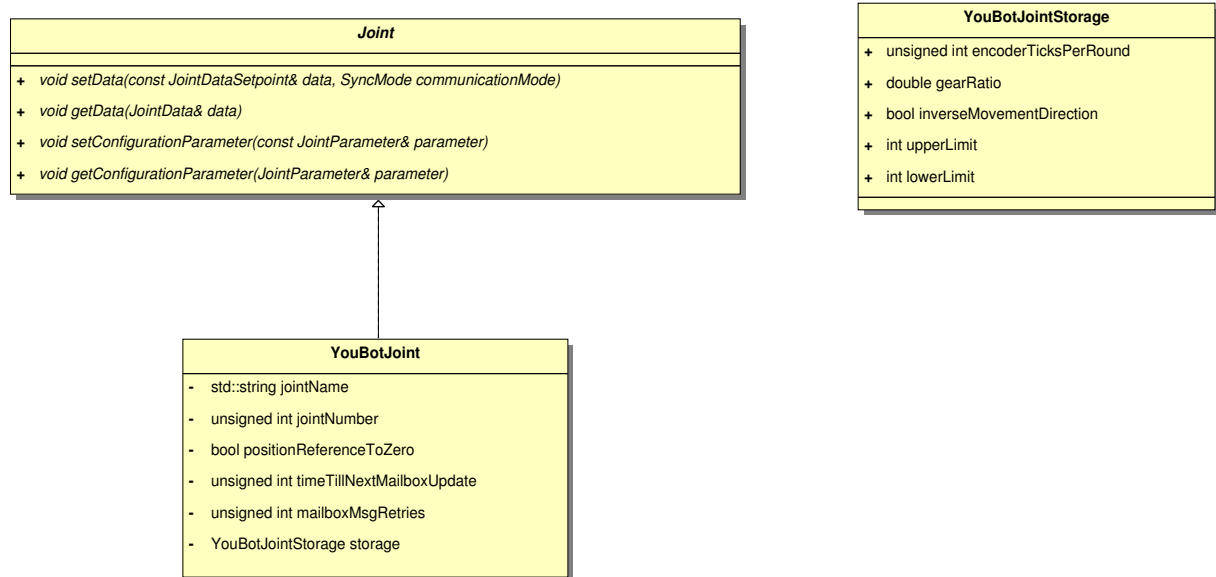 Joint
+ void setData(const JointDataSetpoint& data, SyncMode communicationMode)
+ void getData(JointData& data)
+ void setConfigurationParameter(const JointParameter& parameter)
+ void getConfigurationParameter(JointParameter& parameter)
YouBotJointStorage
+ unsigned int encoderTicksPerRound
+ double gearRatio
+ bool inverseMovementDirection
+ int upperLimit
+ int lowerLimit
YouBotJoint
- std::string jointName
- unsigned int jointNumber
- bool positionReferenceToZero
- unsigned int timeTillNextMailboxUpdate
- unsigned int mailboxMsgRetries
- YouBotJointStorage storage